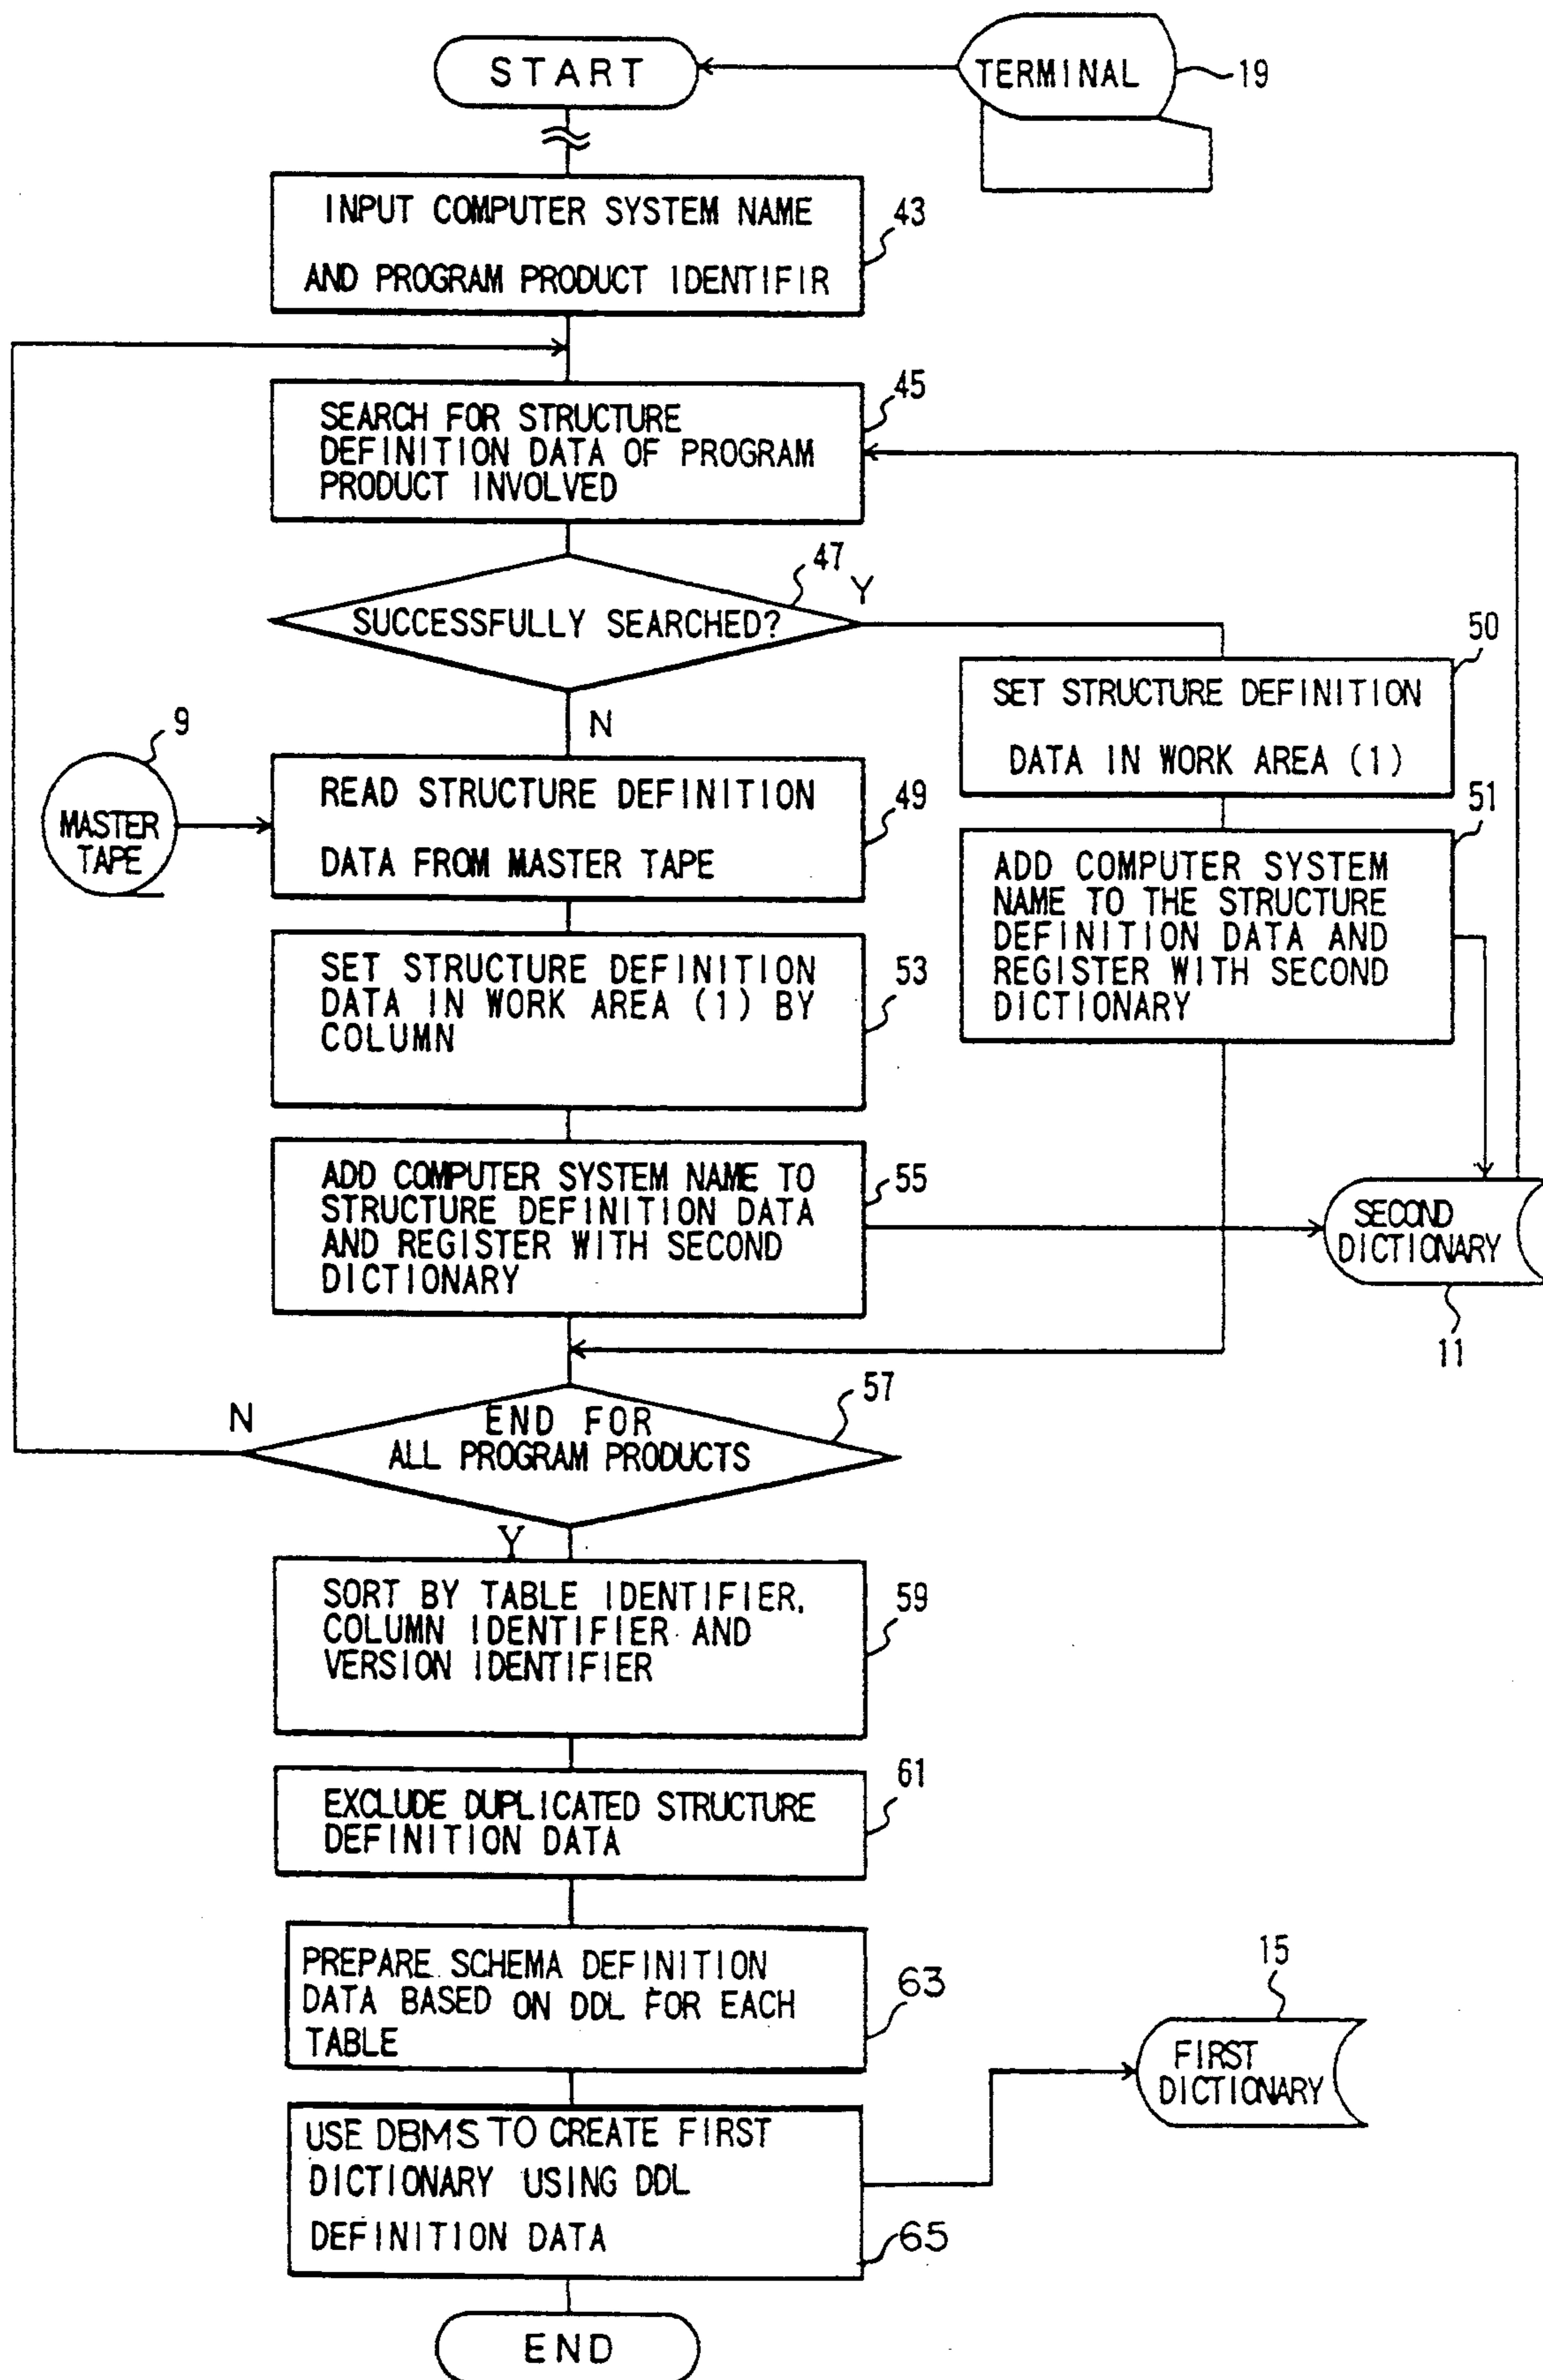 START
TERMINAL
19
INPUT COMPUTER SYSTEM NAME
AND PROGRAM PRODUCT IDENTIFIR
43
SEARCH FOR STRUCTURE
DEFINITION DATA OF PROGRAM
PRODUCT INVOLVED
45
SUCCESSFULLY SEARCHED?
47
Y
N
SET STRUCTURE DEFINITION
DATA IN WORK AREA (1)
50
9
MASTER
TAPE
READ STRUCTURE DEFINITION
DATA FROM MASTER TAPE
49
ADD COMPUTER SYSTEM
NAME TO THE STRUCTURE
DEFINITION DATA AND
REGISTER WITH SECOND
DICTIONARY
51
SET STRUCTURE DEFINITION
DATA IN WORK AREA (1) BY
COLUMN
53
ADD COMPUTER SYSTEM NAME TO
STRUCTURE DEFINITION DATA
AND REGISTER WITH SECOND
DICTIONARY
55
SECOND
DICTIONARY
11
END FOR
ALL PROGRAM PRODUCTS
57
N
Y
SORT BY TABLE IDENTIFIER,
COLUMN IDENTIFIER AND
VERSION IDENTIFIER
59
EXCLUDE DUPLICATED STRUCTURE
DEFINITION DATA
61
PREPARE SCHEMA DEFINITION
DATA BASED ON DDL FOR EACH
TABLE
63
15
FIRST
DICTIONARY
USE DBMS TO CREATE FIRST
DICTIONARY USING DDL
DEFINITION DATA
65
END